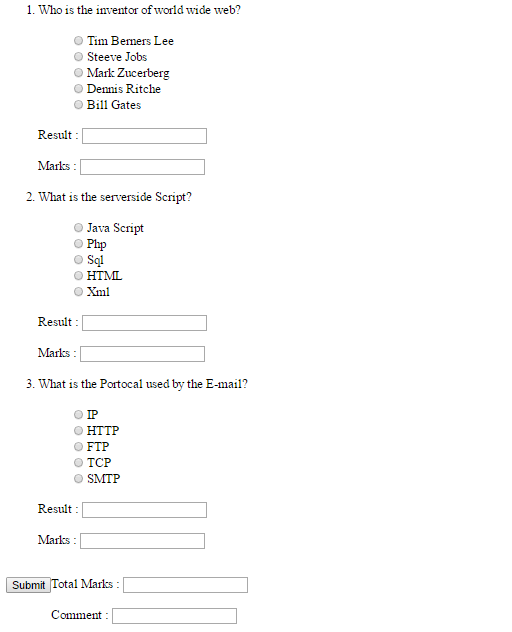 1. Who is the inventor of world wide web?
Tim Berners Lee
Steeve Jobs
Mark Zucerberg
Dennis Ritche
Bill Gates
Result :
Marks :
2. What is the serverside Script?
Java Script
Php
Sql
HTML
Xml
Result :
Marks :
3. What is the Portocal used by the E-mail?
IP
HTTP
FTP
TCP
SMTP
Result :
Marks :
Submit Total Marks :
Comment :